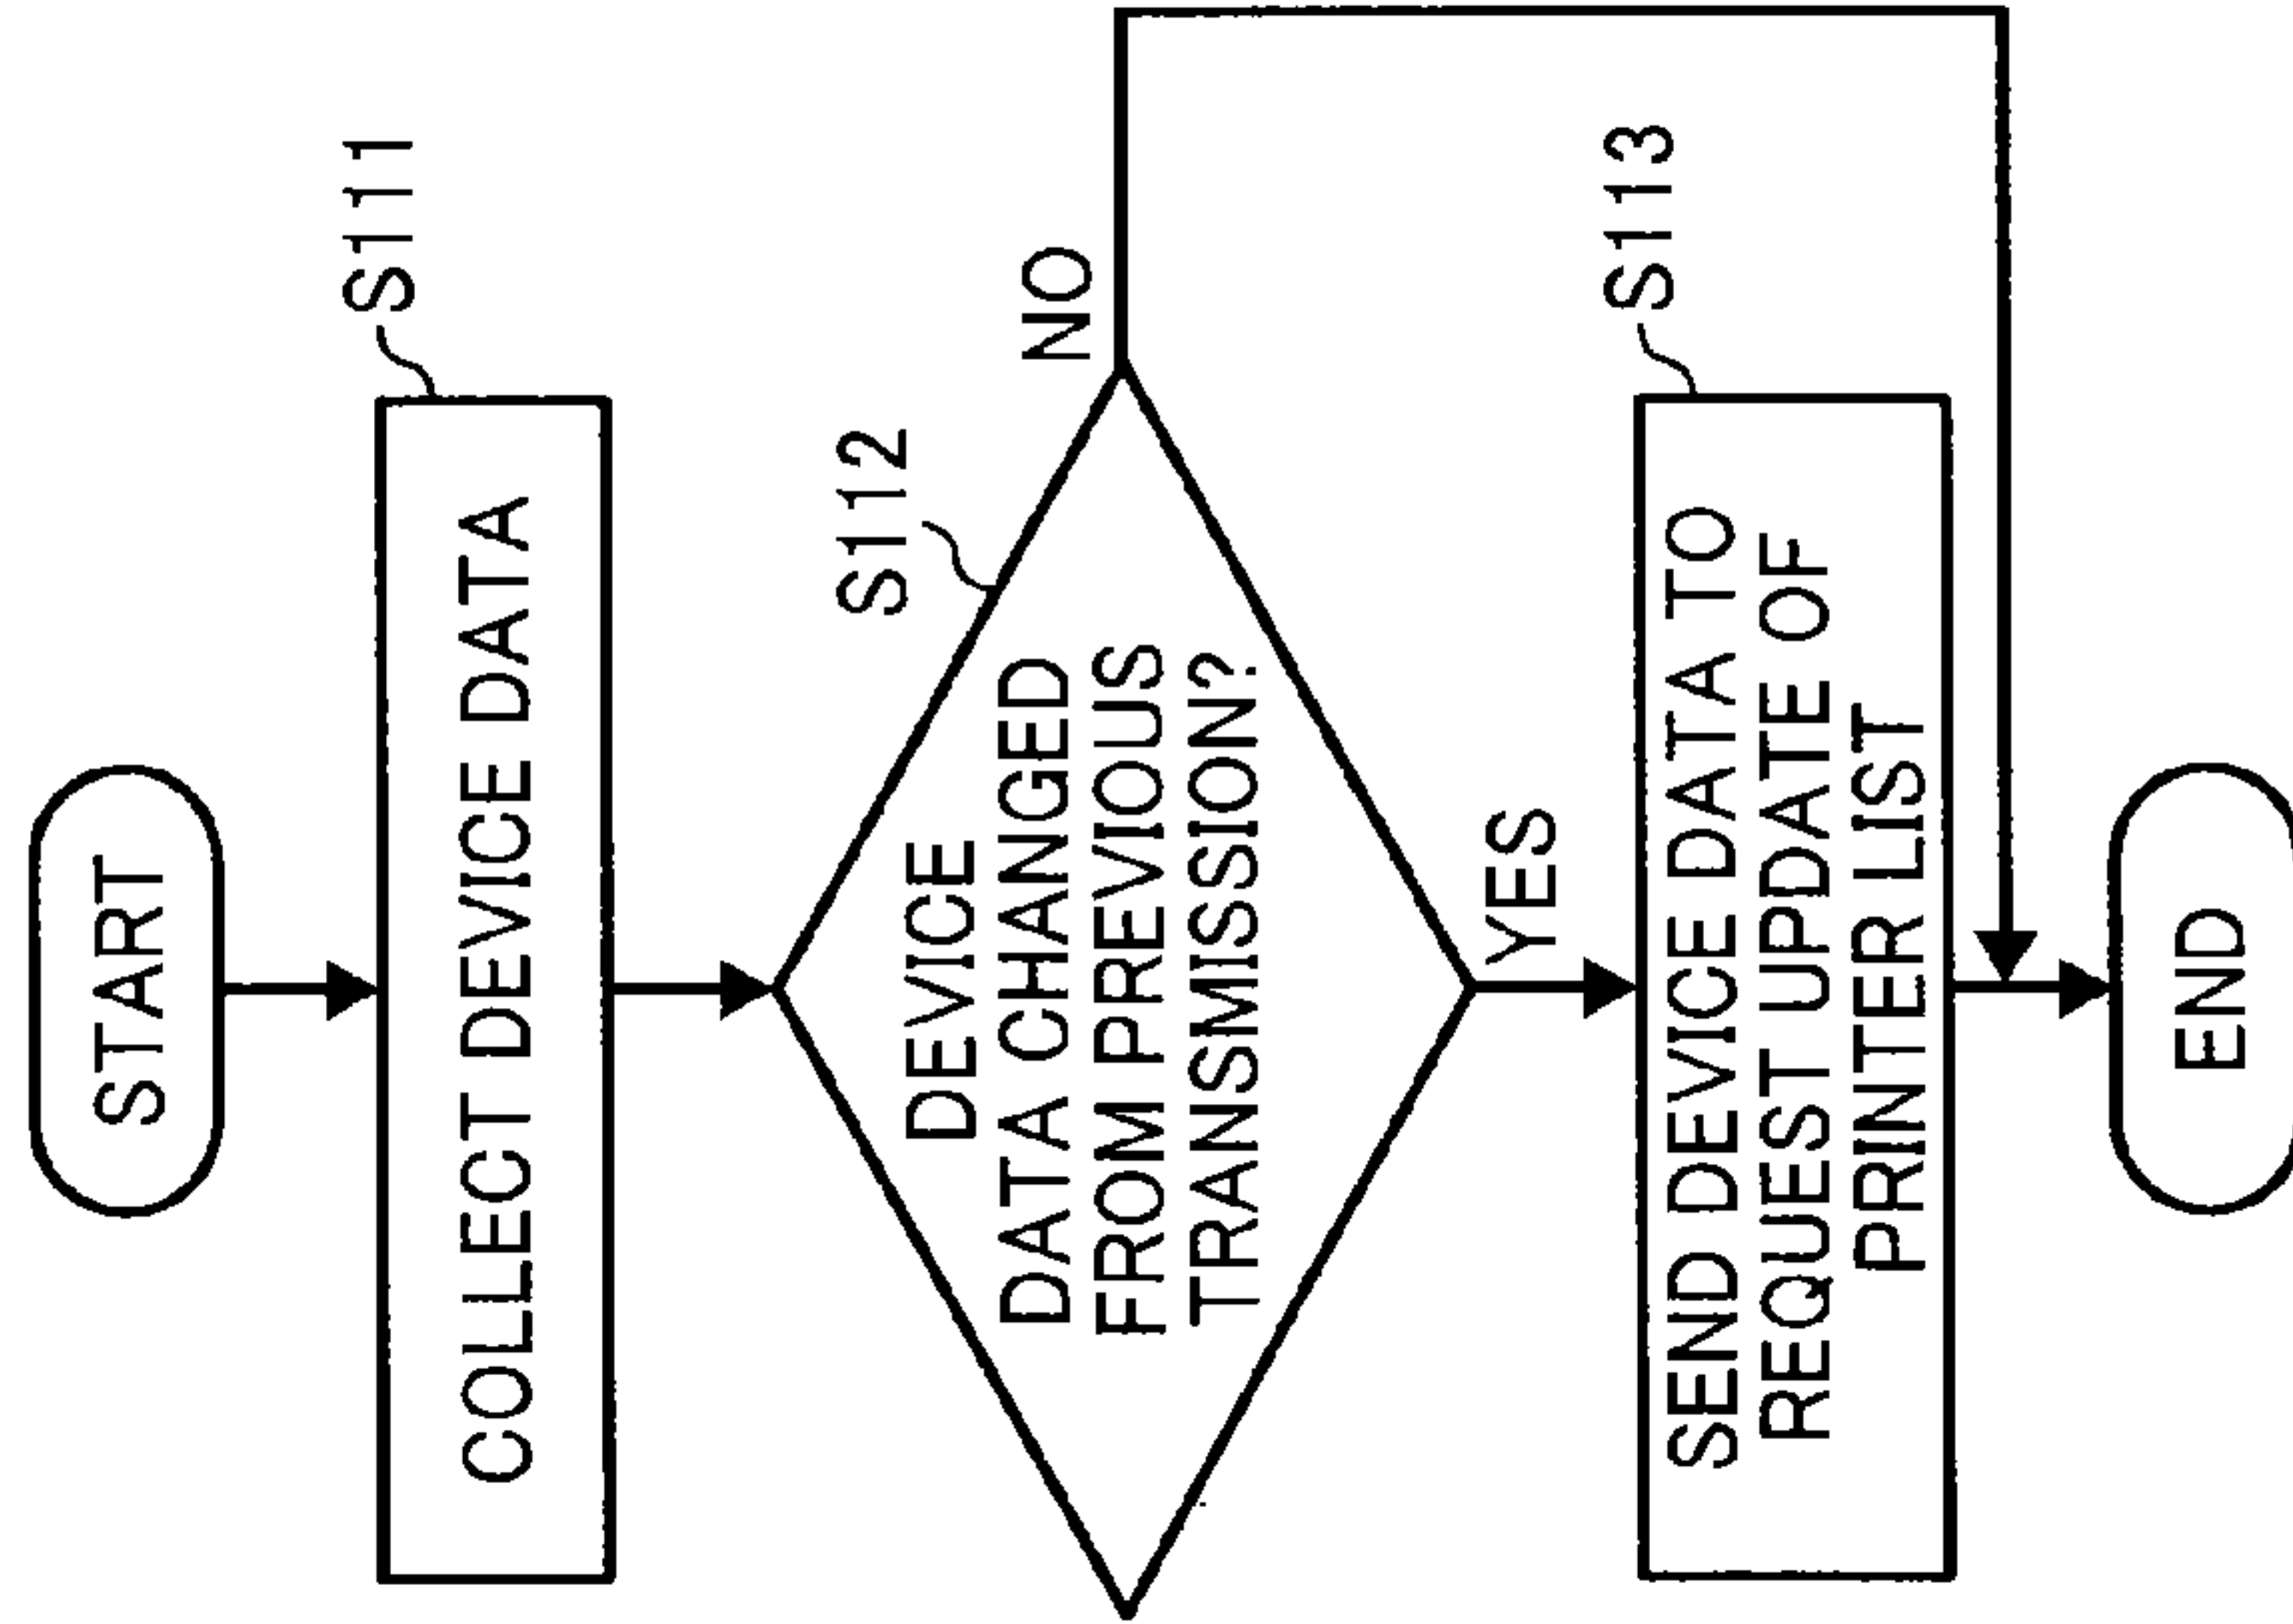 START
S111
COLLECT DEVICE DATA
S112
DEVICE
DATA CHANGED
FROM PREVIOUS
TRANSMISSION?
NO
YES
S113
SEND DEVICE DATA TO
REQUEST UPDATE OF
PRINTER LIST
END